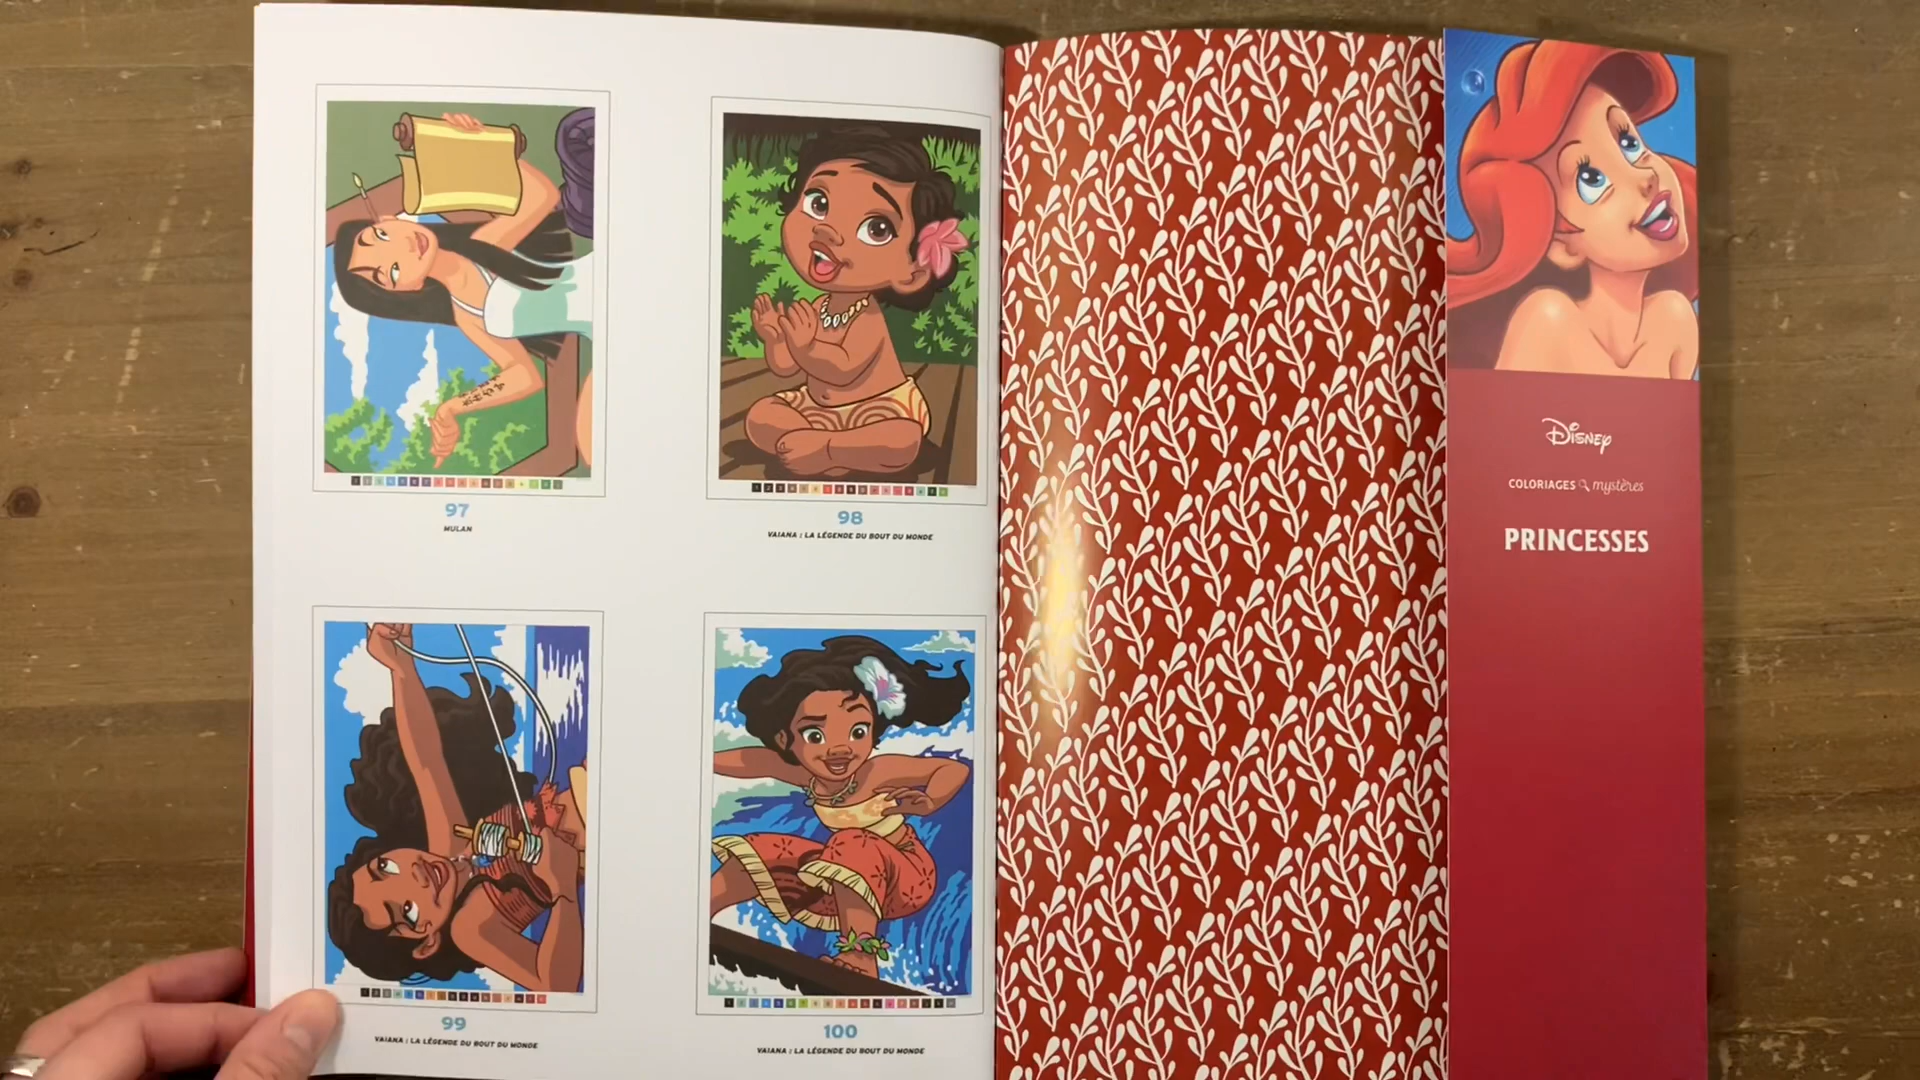 97
MULAN
98
VAIANA : LA LÉGENDE DU BOUT DU MONDE
99
VAIANA : LA LÉGENDE DU BOUT DU MONDE
100
VAIANA : LA LÉGENDE DU BOUT DU MONDE
Disney
COLORIAGES mystères
PRINCESSES